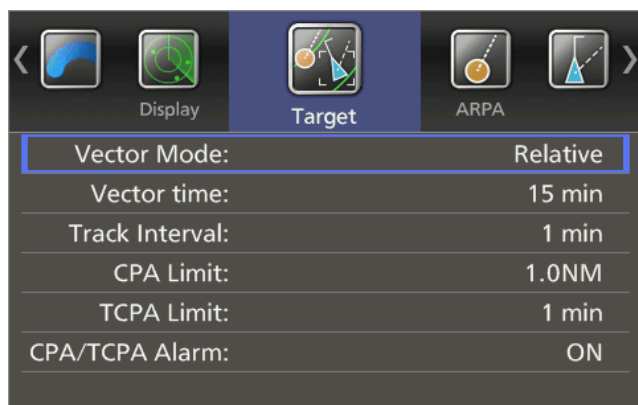 Display
Target
ARPA
Vector Mode: Relative
Vector time: 15 min
Track Interval: 1 min
CPA Limit: 1.0NM
TCPA Limit: 1 min
CPA/TCPA Alarm: ON